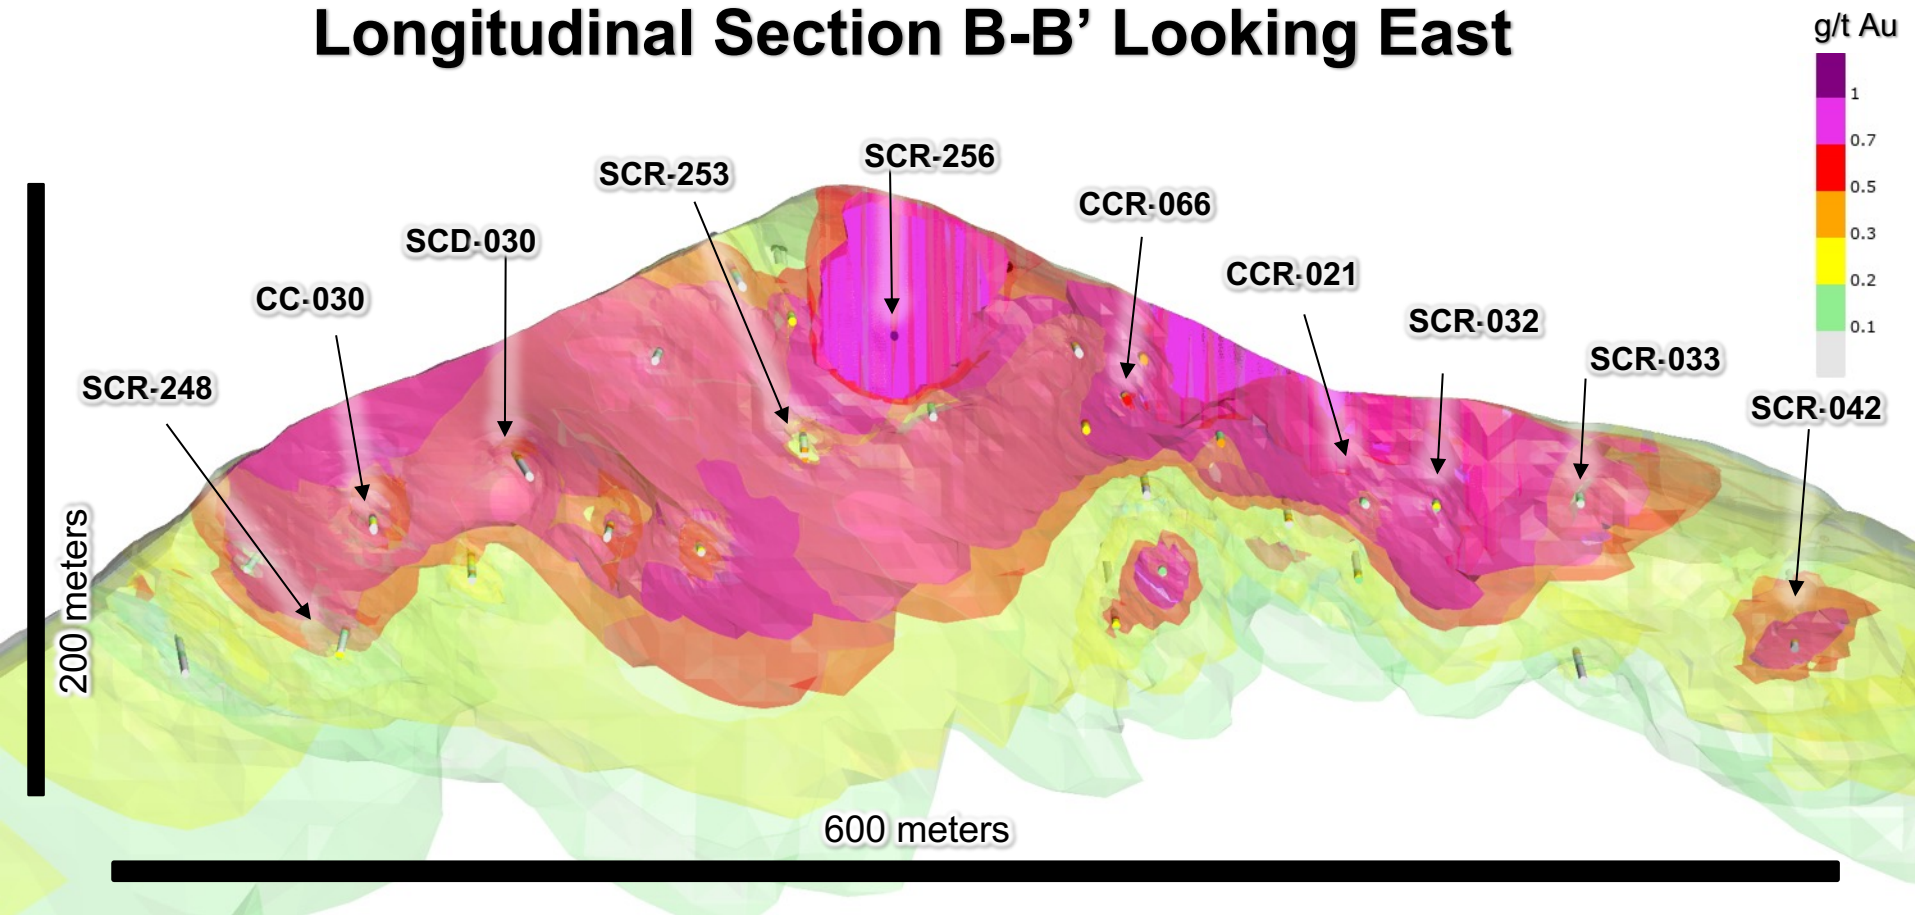 Longitudinal Section B-B’ Looking East
g/t Au
1
0.7
0.5
0.3
0.2
0.1
SCR-256
SCR-253
CCR-066
SCD-030
CCR-021
CC-030
SCR-032
SCR-033
SCR-248
SCR-042
200 meters
600 meters